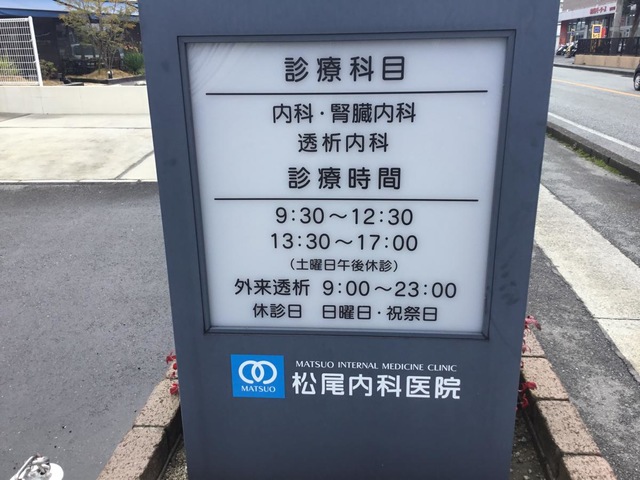 診療科目
内科・腎臓内科
透析内科
診療時間
9:30～12:30
13:30～17:00
(土曜日午後休診)
外来透析 9:00～23:00
休診日 日曜日・祝祭日
MATSUO INTERNAL MEDICINE CLINIC
MATSUO
松尾内科医院